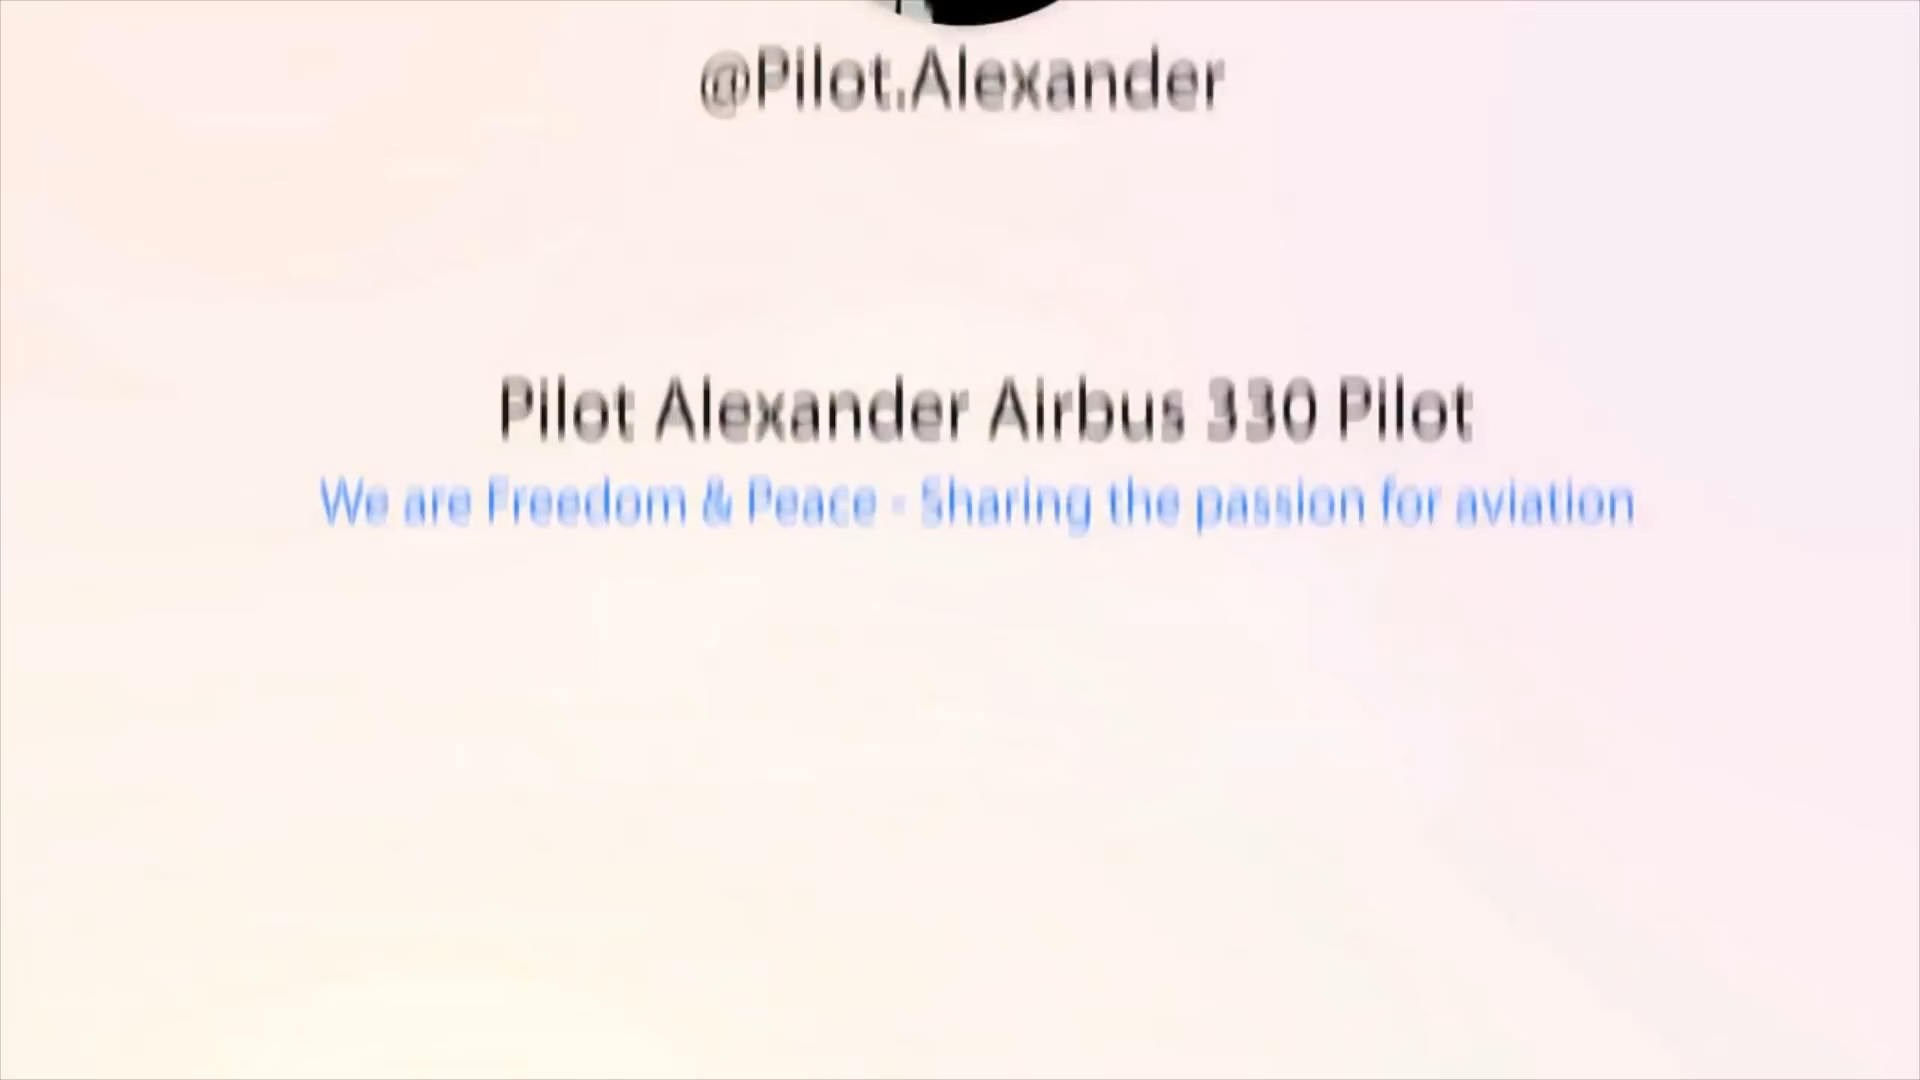 @Pilot.Alexander
Pilot Alexander Airbus 330 Pilot
We are Freedom & Peace - Sharing the passion for aviation